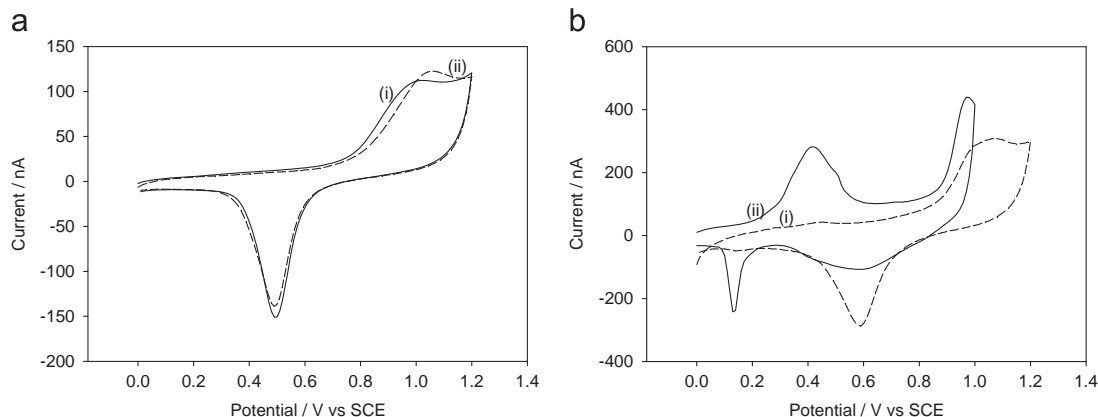 a
150
100
50
0
-50
-100
-150
-200
Current / nA
(i)
(ii)
0.0 0.2 0.4 0.6 0.8 1.0 1.2 1.4
Potential / V vs SCE
b
600
400
200
0
-200
-400
Current / nA
(ii)
(i)
0.0 0.2 0.4 0.6 0.8 1.0 1.2 1.4
Potential / V vs SCE